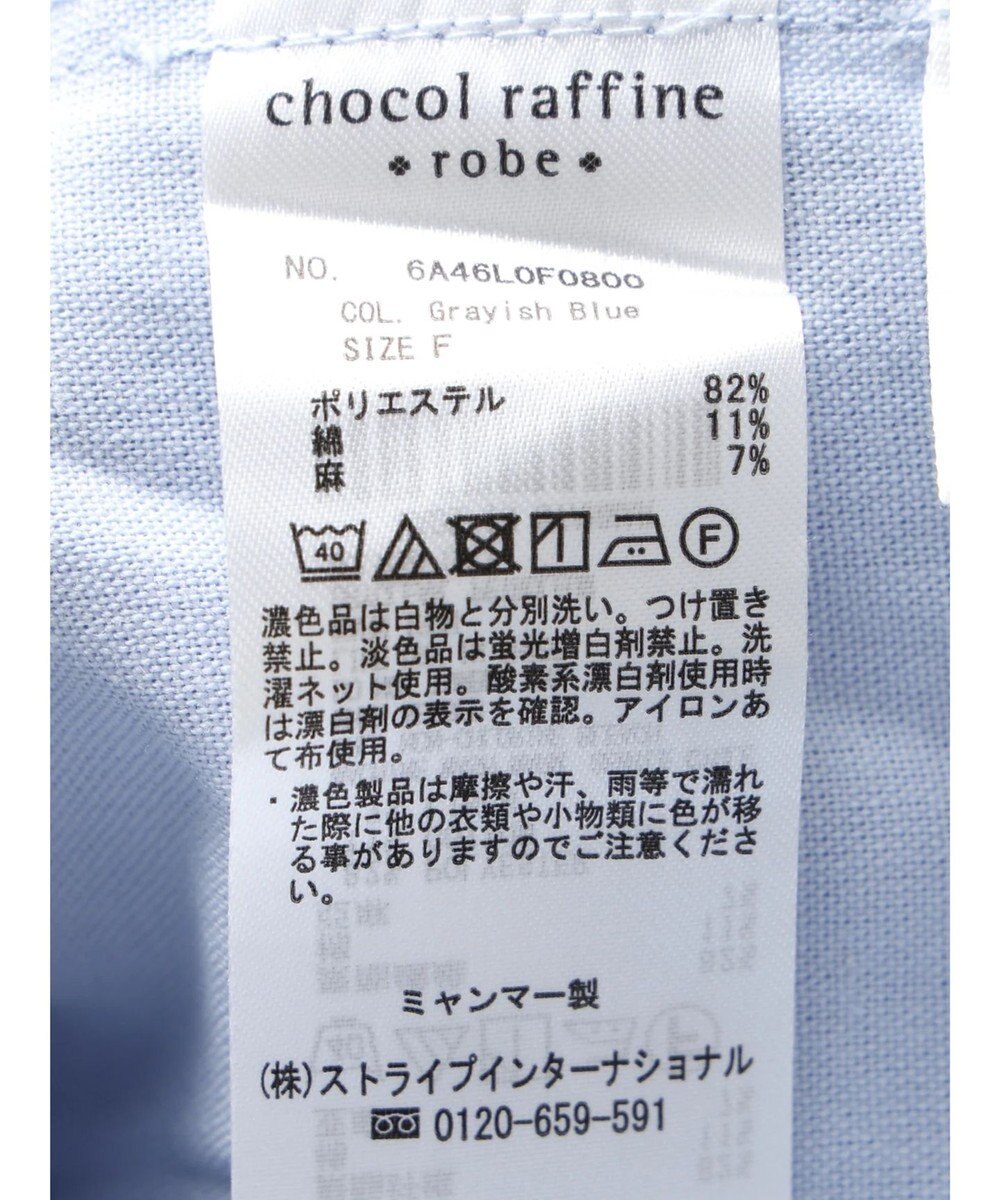 chocol raffine
robe
NO. 6A46L0F0800
COL. Grayish Blue
SIZE F
ポリエステル 82%
綿 11%
麻 7%
40 F
濃色品は白物と分別洗い。つけ置き
禁止。淡色品は蛍光増白剤禁止。洗
濯ネット使用。酸素系漂白剤使用時
は漂白剤の表示を確認。アイロンあ
て布使用。
・濃色製品は摩擦や汗、雨等で濡れ
た際に他の衣類や小物類に色が移
る事がありますのでご注意くださ
い。
ミャンマー製
(株)ストライプインターナショナル
0120-659-591